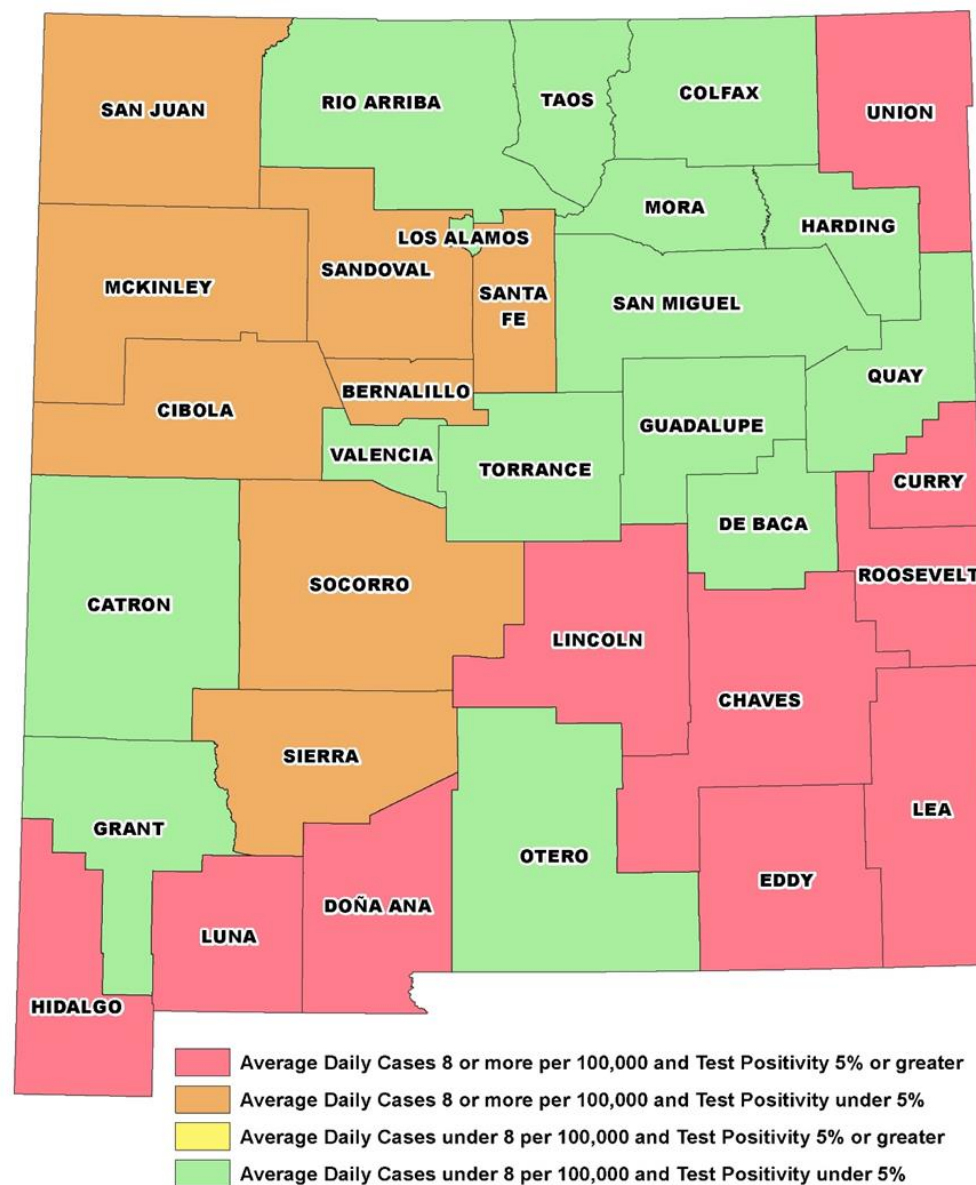 SAN JUAN
RIO ARRIBA
TAOS
COLFAX
UNION
MORA
HARDING
LOS ALAMOS
SANDOVAL
MCKINLEY
SANTA
FE
SAN MIGUEL
QUAY
CIBOLA
BERNALILLO
GUADALUPE
VALENCIA
TORRANCE
CURRY
DE BACA
ROOSEVELT
CATRON
SOCORRO
LINCOLN
CHAVES
SIERRA
LEA
GRANT
OTERO
EDDY
DOÑA ANA
LUNA
HIDALGO
Average Daily Cases 8 or more per 100,000 and Test Positivity 5% or greater
Average Daily Cases 8 or more per 100,000 and Test Positivity under 5%
Average Daily Cases under 8 per 100,000 and Test Positivity 5% or greater
Average Daily Cases under 8 per 100,000 and Test Positivity under 5%